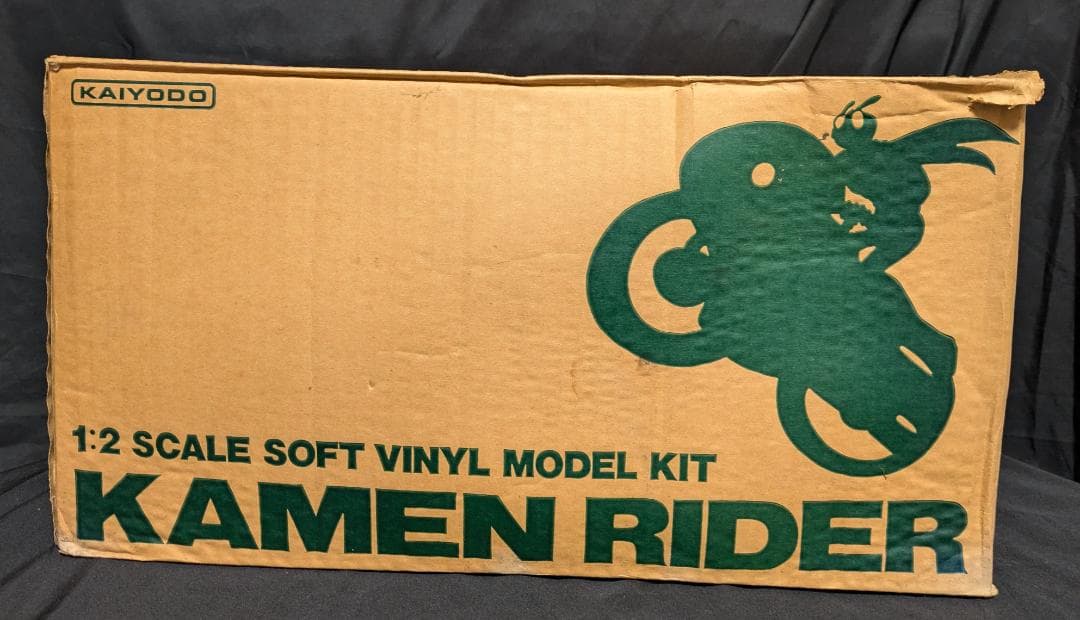 KAIYODO
1:2 SCALE SOFT VINYL MODEL KIT
KAMEN RIDER